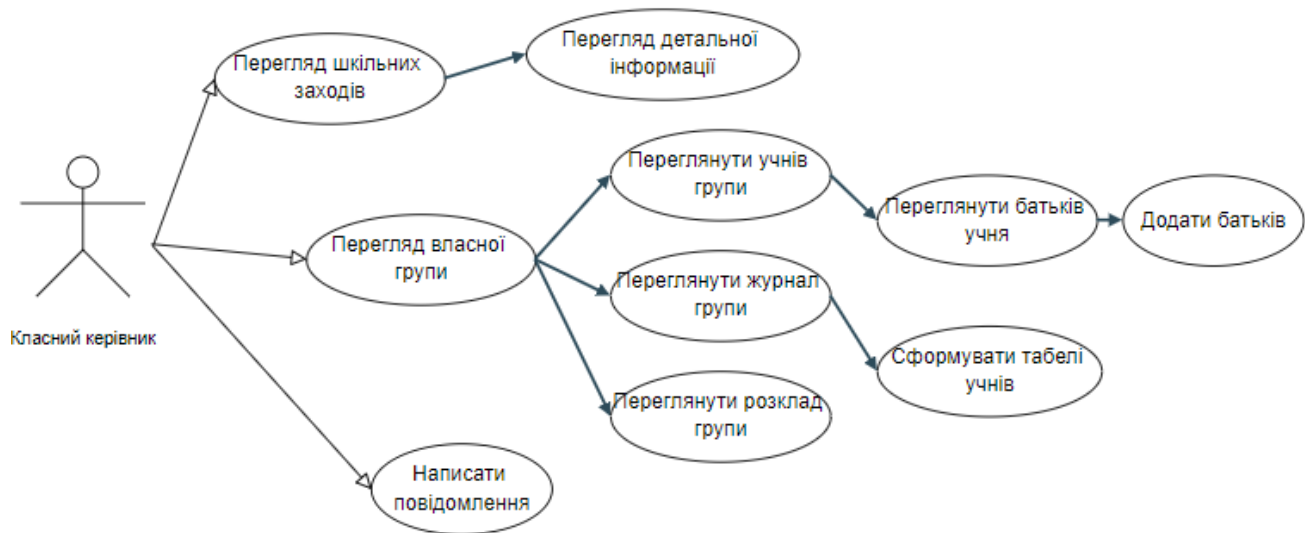 Перегляд шкільних
заходів
Перегляд детальної
інформації
Класний керівник
Перегляд власної
групи
Переглянути учнів
групи
Переглянути батьків
учня
Додати батьків
Переглянути журнал
групи
Сформувати табелі
учнів
Переглянути розклад
групи
Написати
повідомлення